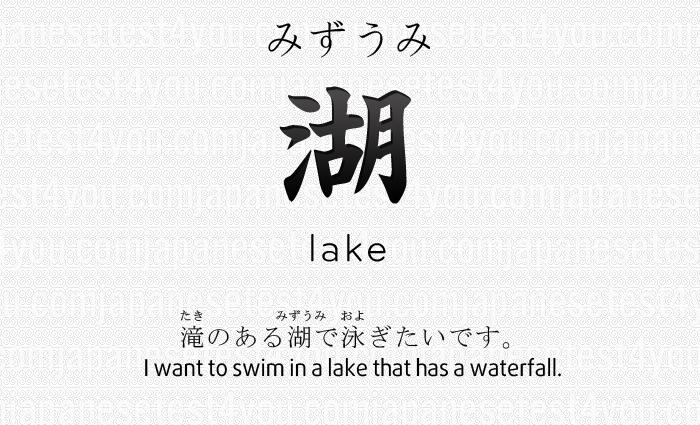 みずうみ
湖
lake
たき みずうみ およ
滝のある湖で泳ぎたいです。
I want to swim in a lake that has a waterfall.